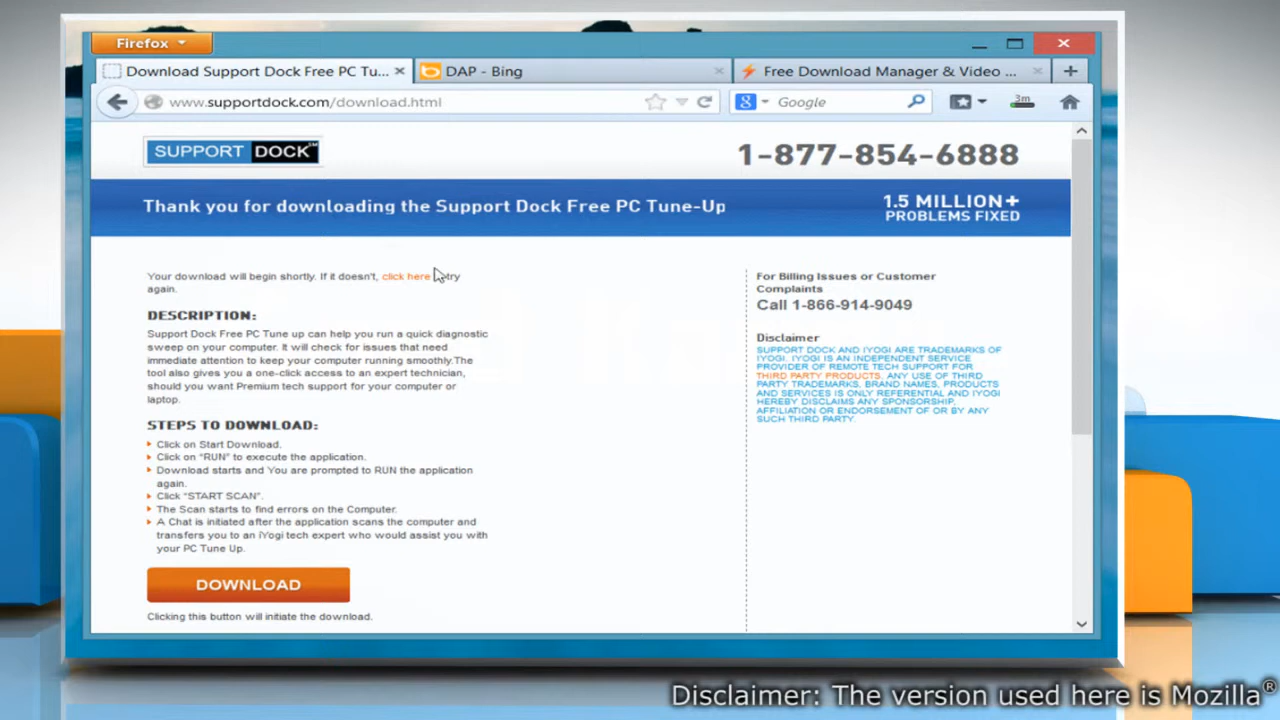 Firefox
Download Support Dock Free PC Tu...
DAP - Bing
Free Download Manager & Video ...
www.supportdock.com/download.html
Google
3m
SUPPORT DOCK SM
1-877-854-6888
Thank you for downloading the Support Dock Free PC Tune-Up
1.5 MILLION+
PROBLEMS FIXED
Your download will begin shortly. If it doesn't, click here try
again.
DESCRIPTION:
Support Dock Free PC Tune up can help you run a quick diagnostic
sweep on your computer. It will check for issues that need
immediate attention to keep your computer running smoothly.The
tool also gives you a one-click access to an expert technician,
should you want Premium tech support for your computer or
laptop.
STEPS TO DOWNLOAD:
Click on Start Download.
Click on "RUN" to execute the application.
Download starts and You are prompted to RUN the application
again.
Click "START SCAN".
The Scan starts to find errors on the Computer.
A Chat is initiated after the application scans the computer and
transfers you to an iYogi tech expert who would assist you with
your PC Tune Up.
DOWNLOAD
Clicking this button will initiate the download.
For Billing Issues or Customer
Complaints
Call 1-866-914-9049
Disclaimer
SUPPORT DOCK AND IYOGI ARE TRADEMARKS OF
IYOGI. IYOGI IS AN INDEPENDENT SERVICE
PROVIDER OF REMOTE TECH SUPPORT FOR
THIRD PARTY PRODUCTS. ANY USE OF THIRD
PARTY TRADEMARKS, BRAND NAMES, PRODUCTS
AND SERVICES IS ONLY REFERENTIAL AND IYOGI
HEREBY DISCLAIMS ANY SPONSORSHIP,
AFFILIATION OR ENDORSEMENT OF OR BY ANY
SUCH THIRD PARTY.
Disclaimer: The version used here is Mozilla®